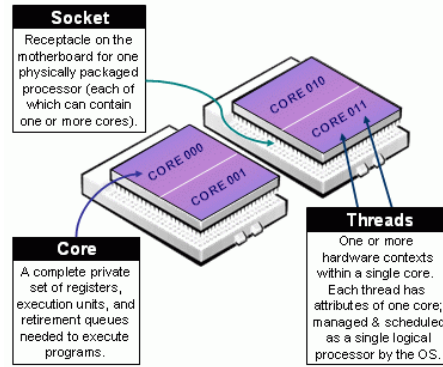 Socket
Receptacle on the
motherboard for one
physically packaged
processor (each of
which can contain
one or more cores).
CORE 010
CORE 011
CORE 000
CORE 001
Core
A complete private
set of registers,
execution units, and
retirement queues
needed to execute
programs.
Threads
One or more
hardware contexts
within a single core.
Each thread has
attributes of one core;
managed & scheduled
as a single logical
processor by the OS.